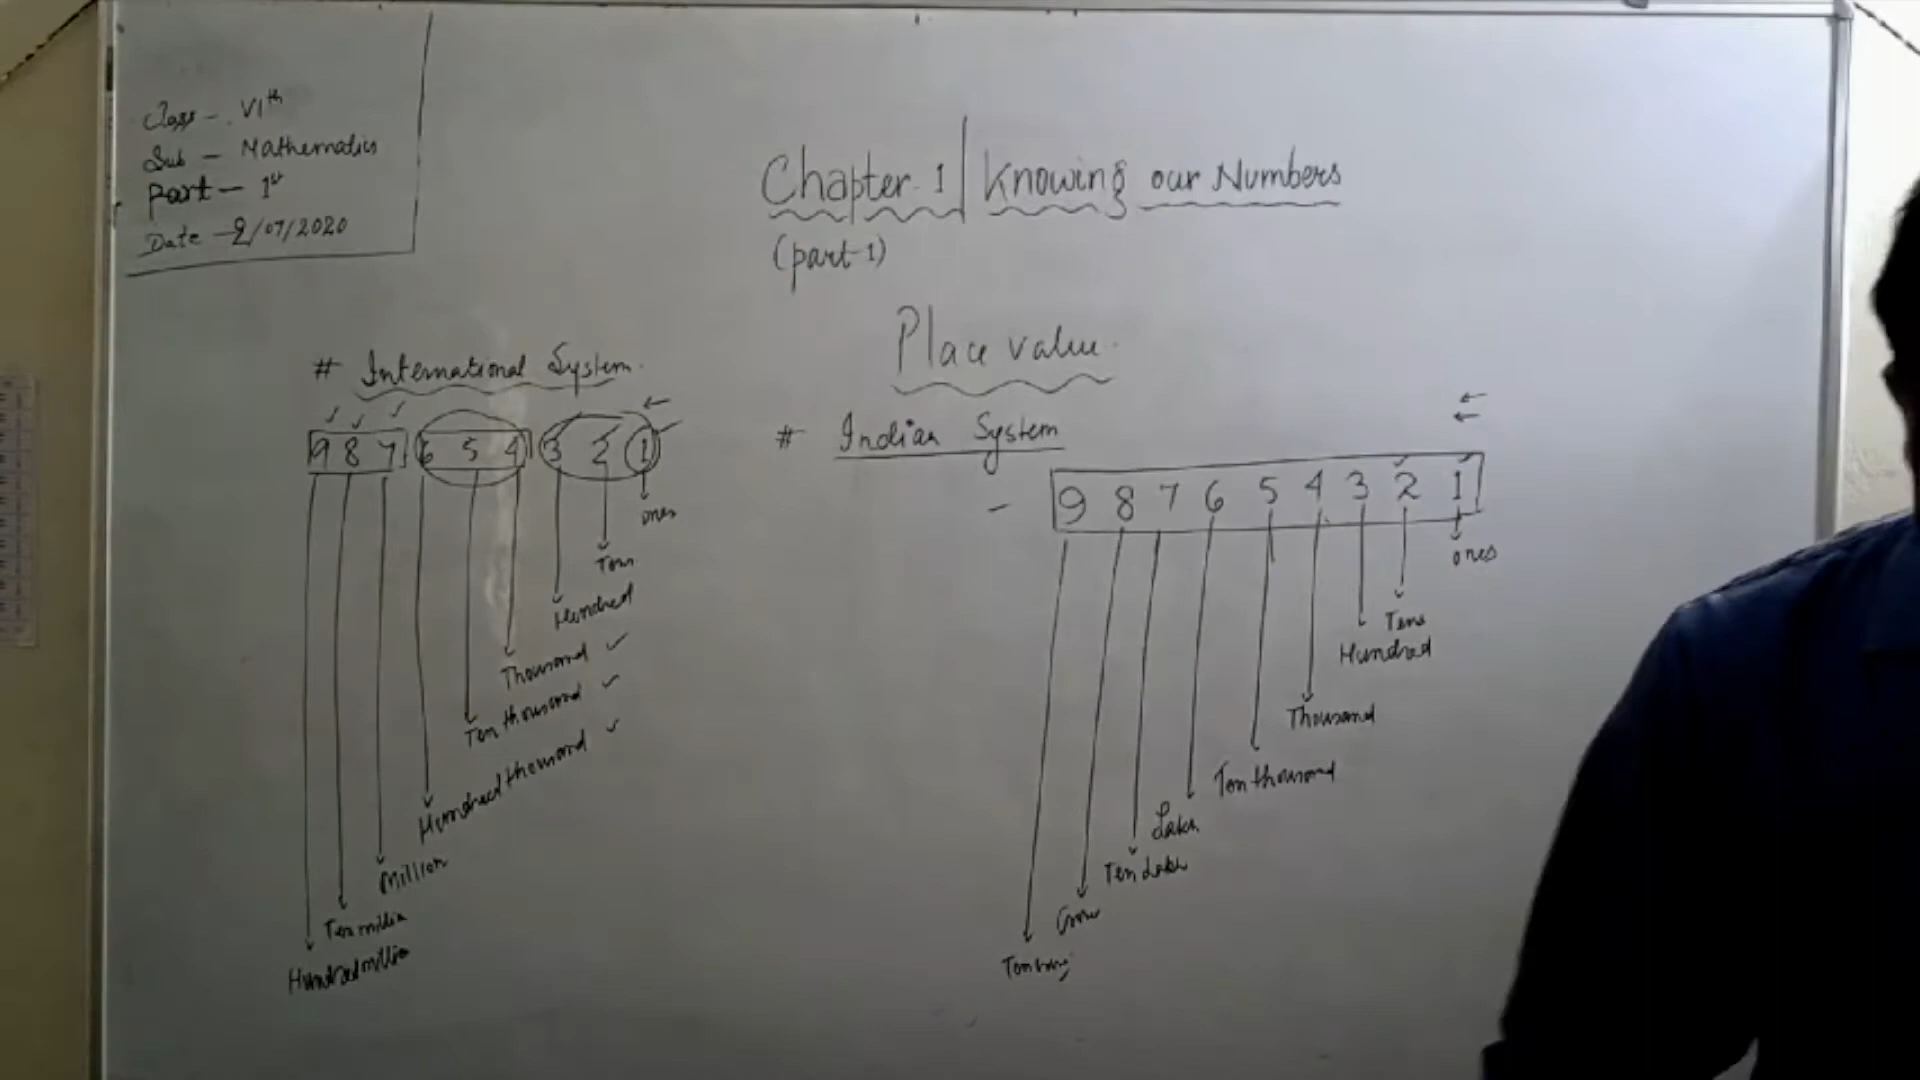 Class - VIth
Sub - Mathematics
Part - 1st
Date - 2/07/2020
Chapter 1 | Knowing our Numbers
(part-1)
Place value
# International System
9 8 7 6 5 4 3 2 1
ones
Tens
Hundred
Thousand
Ten thousand
Hundred thousand
Million
Ten million
Hundred million
# Indian System
- 9 8 7 6 5 4 3 2 1
ones
Tens
Hundred
Thousand
Ten thousand
Lakh
Ten Lakh
Crore